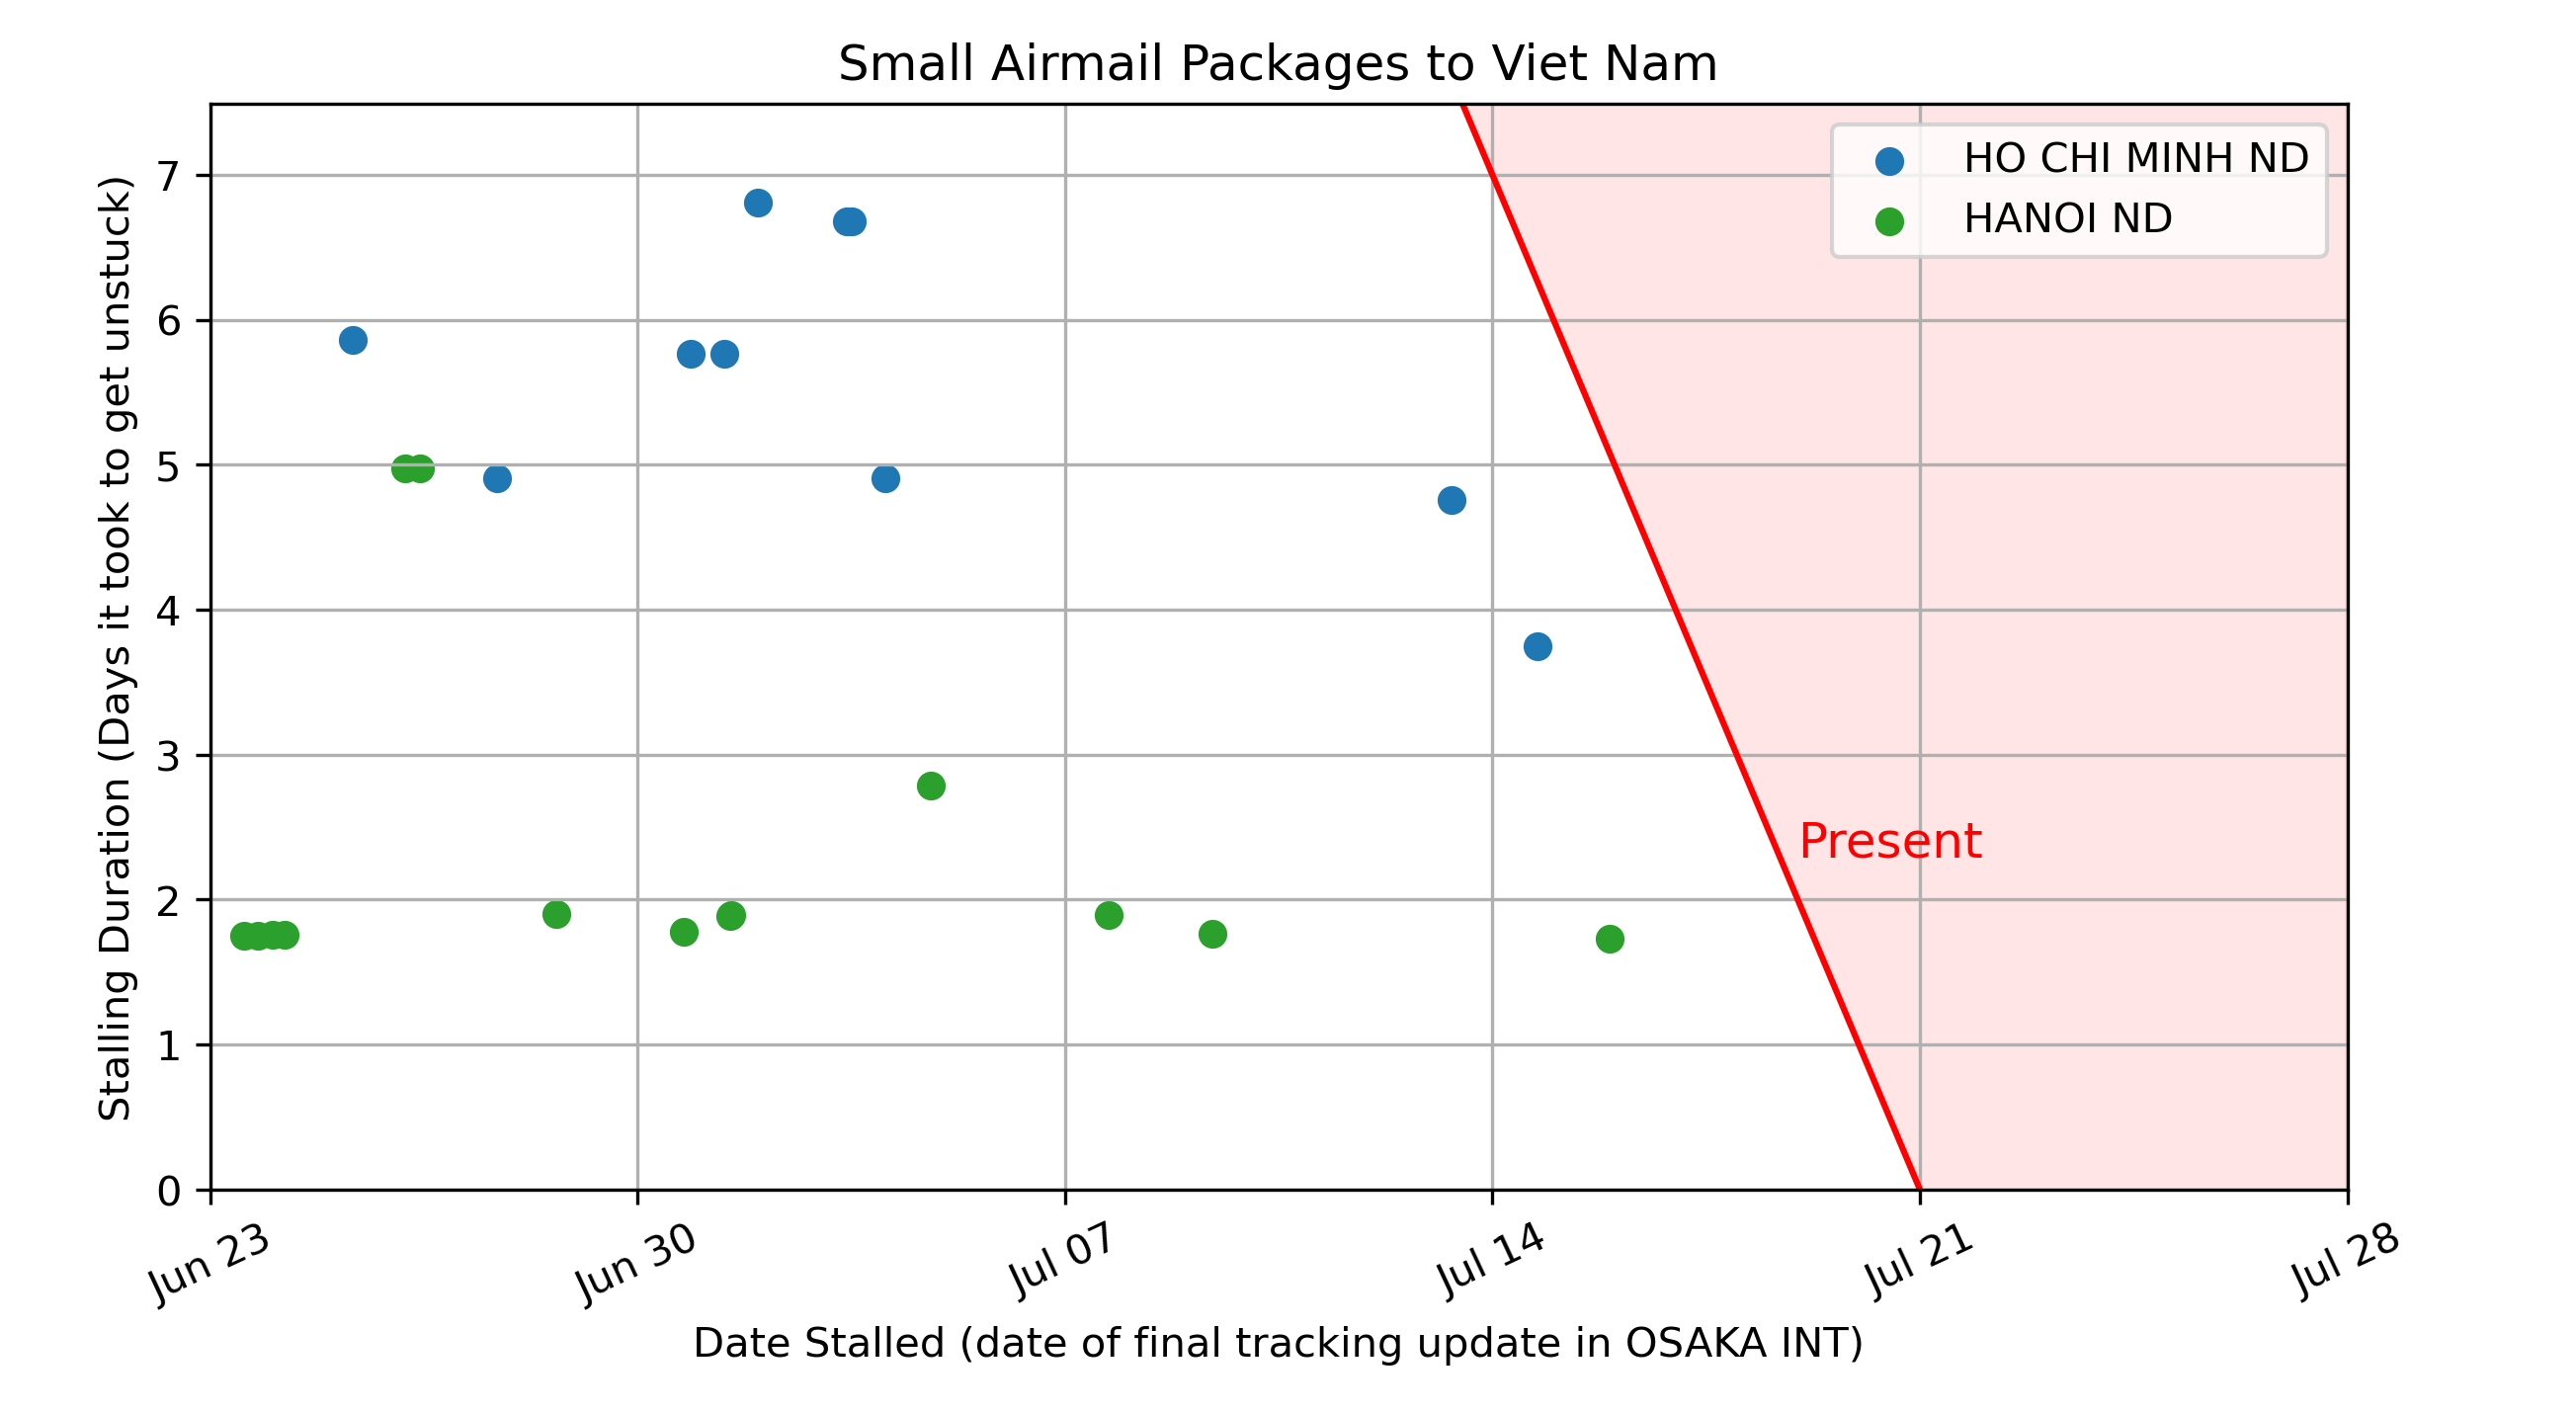 Small Airmail Packages to Viet Nam
Stalling Duration (Days it took to get unstuck)
7
6
5
4
3
2
1
0
HO CHI MINH ND
HANOI ND
Present
Jun 23
Jun 30
Jul 07
Jul 14
Jul 21
Jul 28
Date Stalled (date of final tracking update in OSAKA INT)